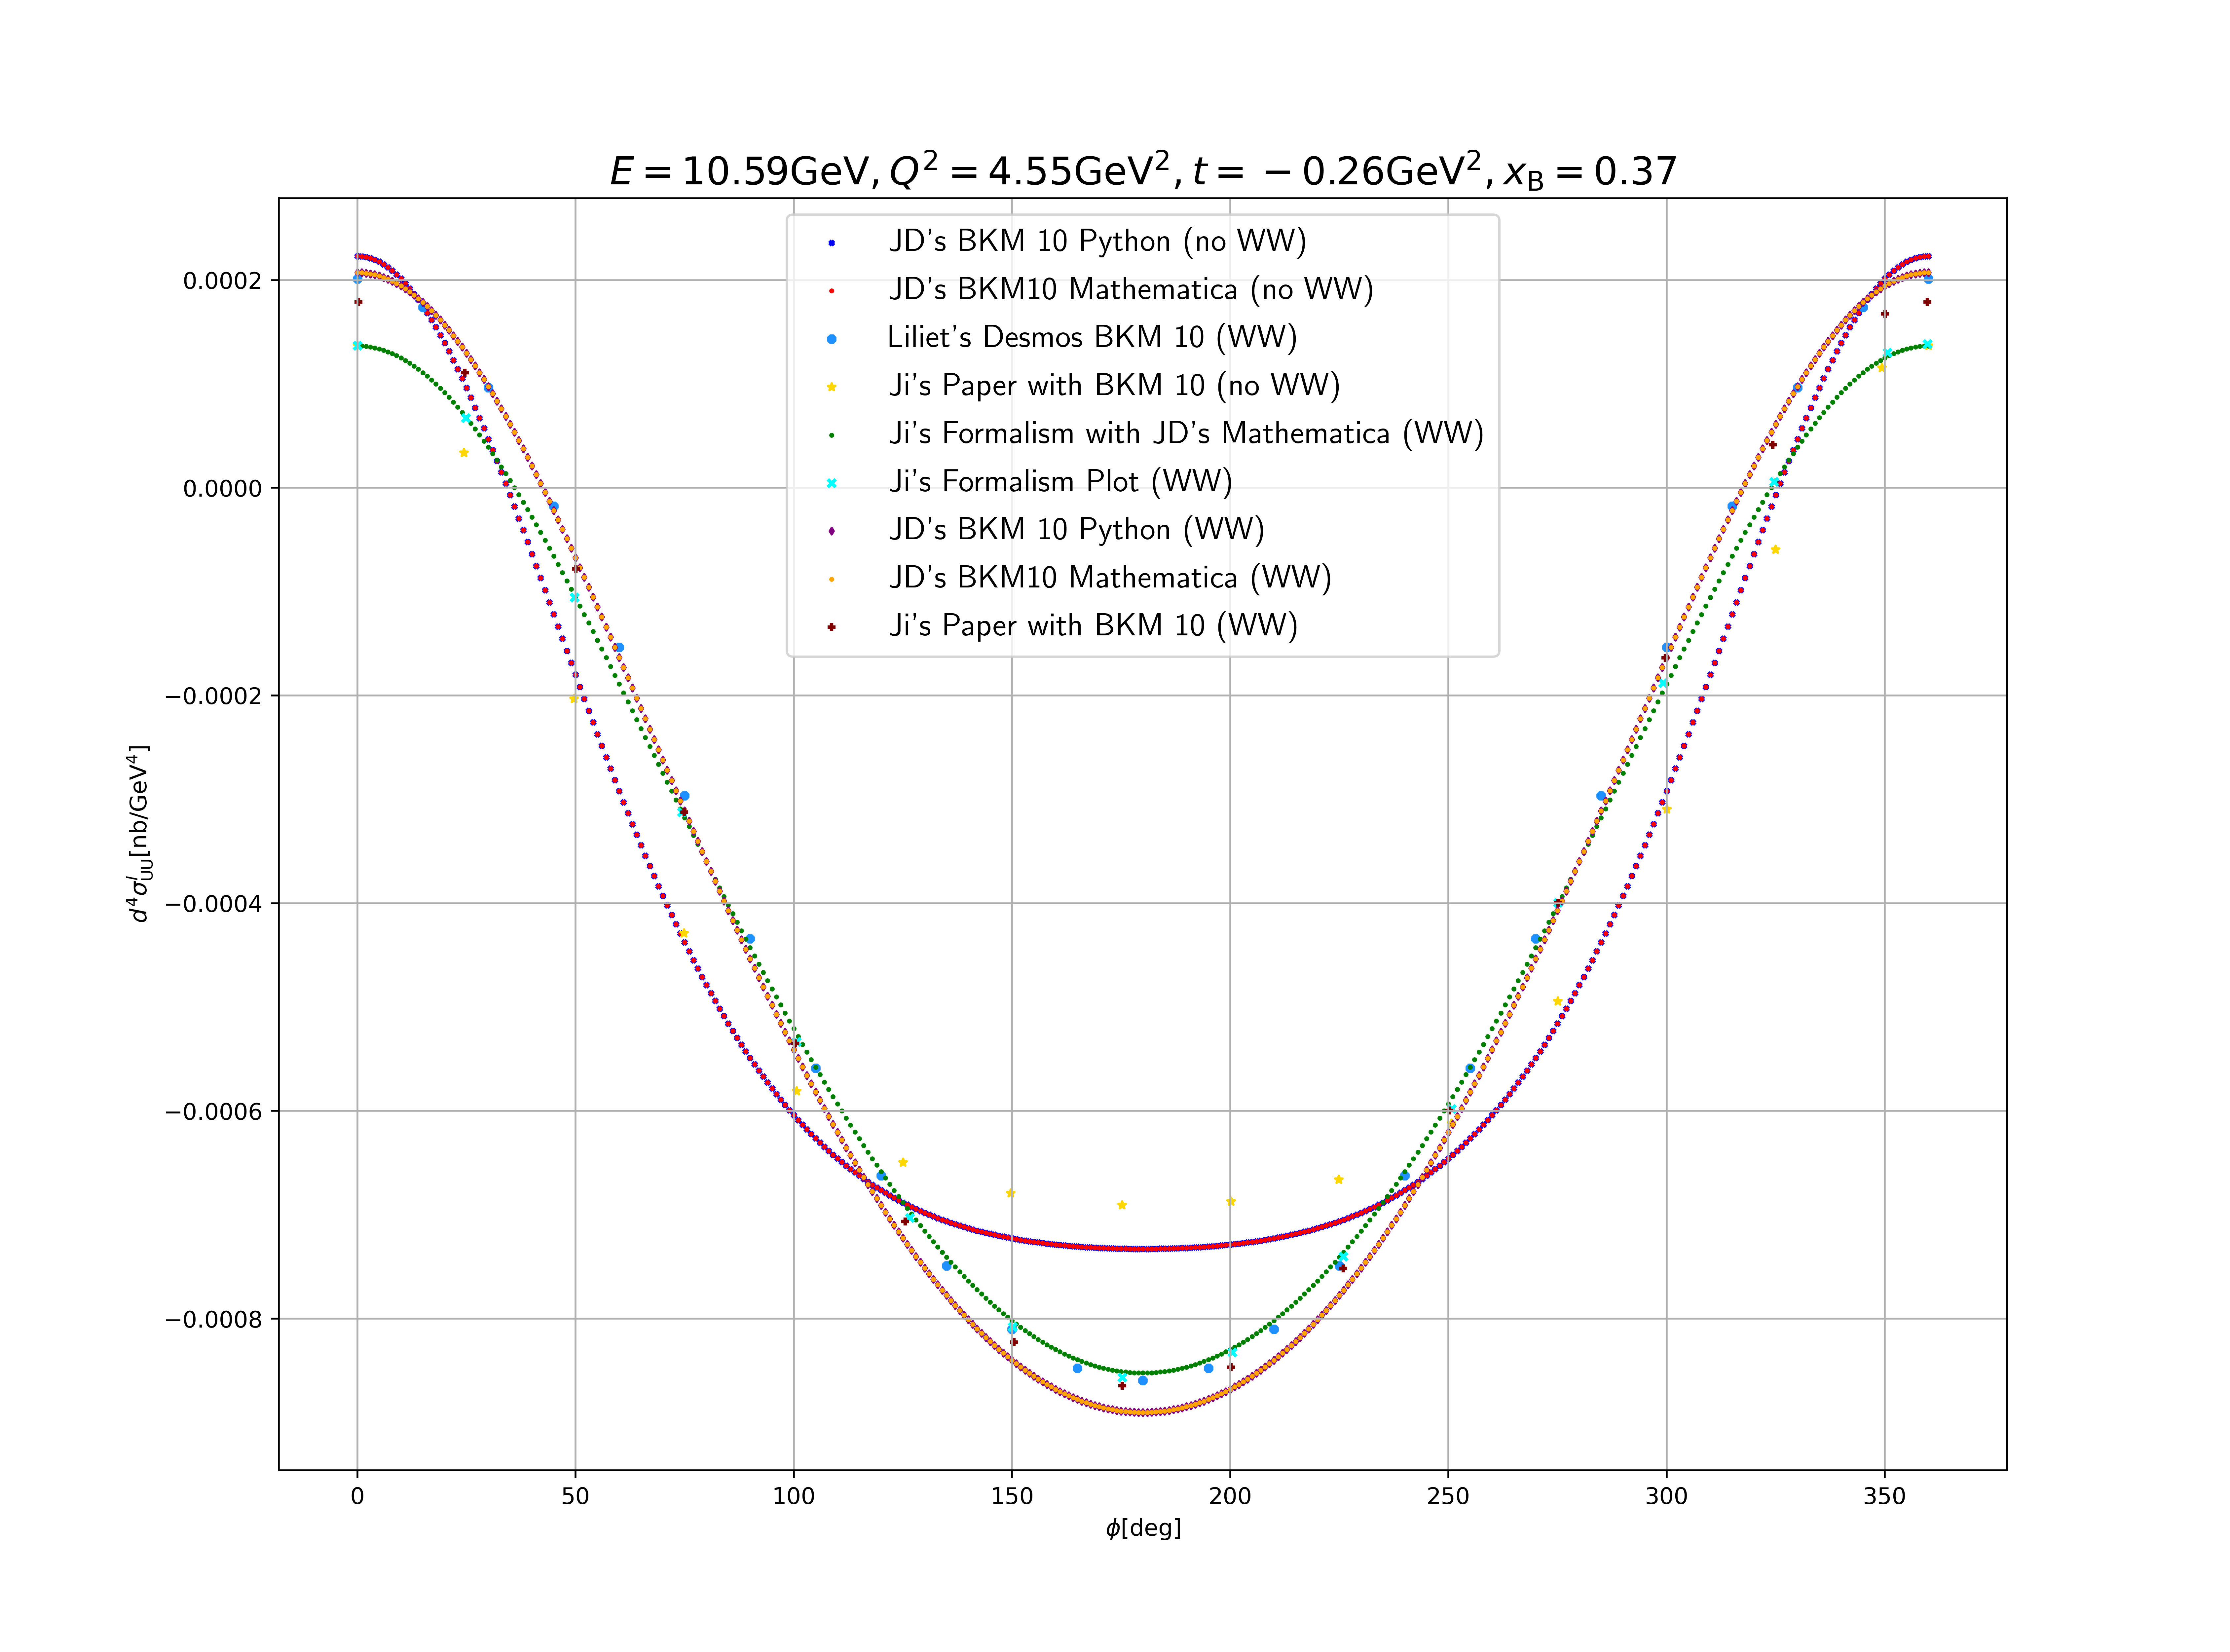 E = 10.59GeV, Q² = 4.55GeV², t = −0.26GeV², x_B = 0.37
JD's BKM 10 Python (no WW)
JD's BKM10 Mathematica (no WW)
Liliet's Desmos BKM 10 (WW)
Ji's Paper with BKM 10 (no WW)
Ji's Formalism with JD's Mathematica (WW)
Ji's Formalism Plot (WW)
JD's BKM 10 Python (WW)
JD's BKM10 Mathematica (WW)
Ji's Paper with BKM 10 (WW)
0.0002
0.0000
−0.0002
−0.0004
−0.0006
−0.0008
d⁴σ^I_UU[nb/GeV⁴]
0 50 100 150 200 250 300 350
ϕ[deg]